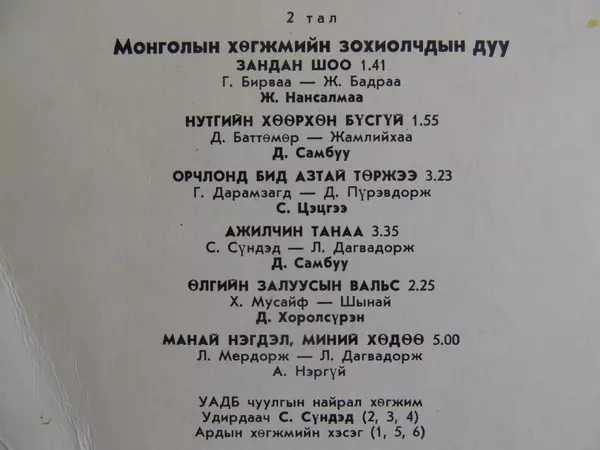 2 тал
Монголын хөгжмийн зохиолчдын дуу
ЗАНДАН ШОО 1.41
Г. Бирваа — Ж. Бадраа
Ж. Нансалмаа
НУТГИЙН ХӨӨРХӨН БҮСГҮЙ 1.55
Д. Баттөмөр — Жамлийхаа
Д. Самбуу
ОРЧЛОНД БИД АЗТАЙ ТӨРЖЭЭ 3.23
Г. Дарамзагд — Д. Пүрэвдорж
С. Цэцгээ
АЖИЛЧИН ТАНАА 3.35
С. Сүндэд — Л. Дагвадорж
Д. Самбуу
ӨЛГИЙН ЗАЛУУСЫН ВАЛЬС 2.25
Х. Мусайф — Шынай
Д. Хоролсүрэн
МАНАЙ НЭГДЭЛ, МИНИЙ ХӨДӨӨ 5.00
Л. Мердорж — Л. Дагвадорж
А. Нэргүй
УАДБ чуулгын найрал хөгжим
Удирдаач С. Сүндэд (2, 3, 4)
Ардын хөгжмийн хэсэг (1, 5, 6)